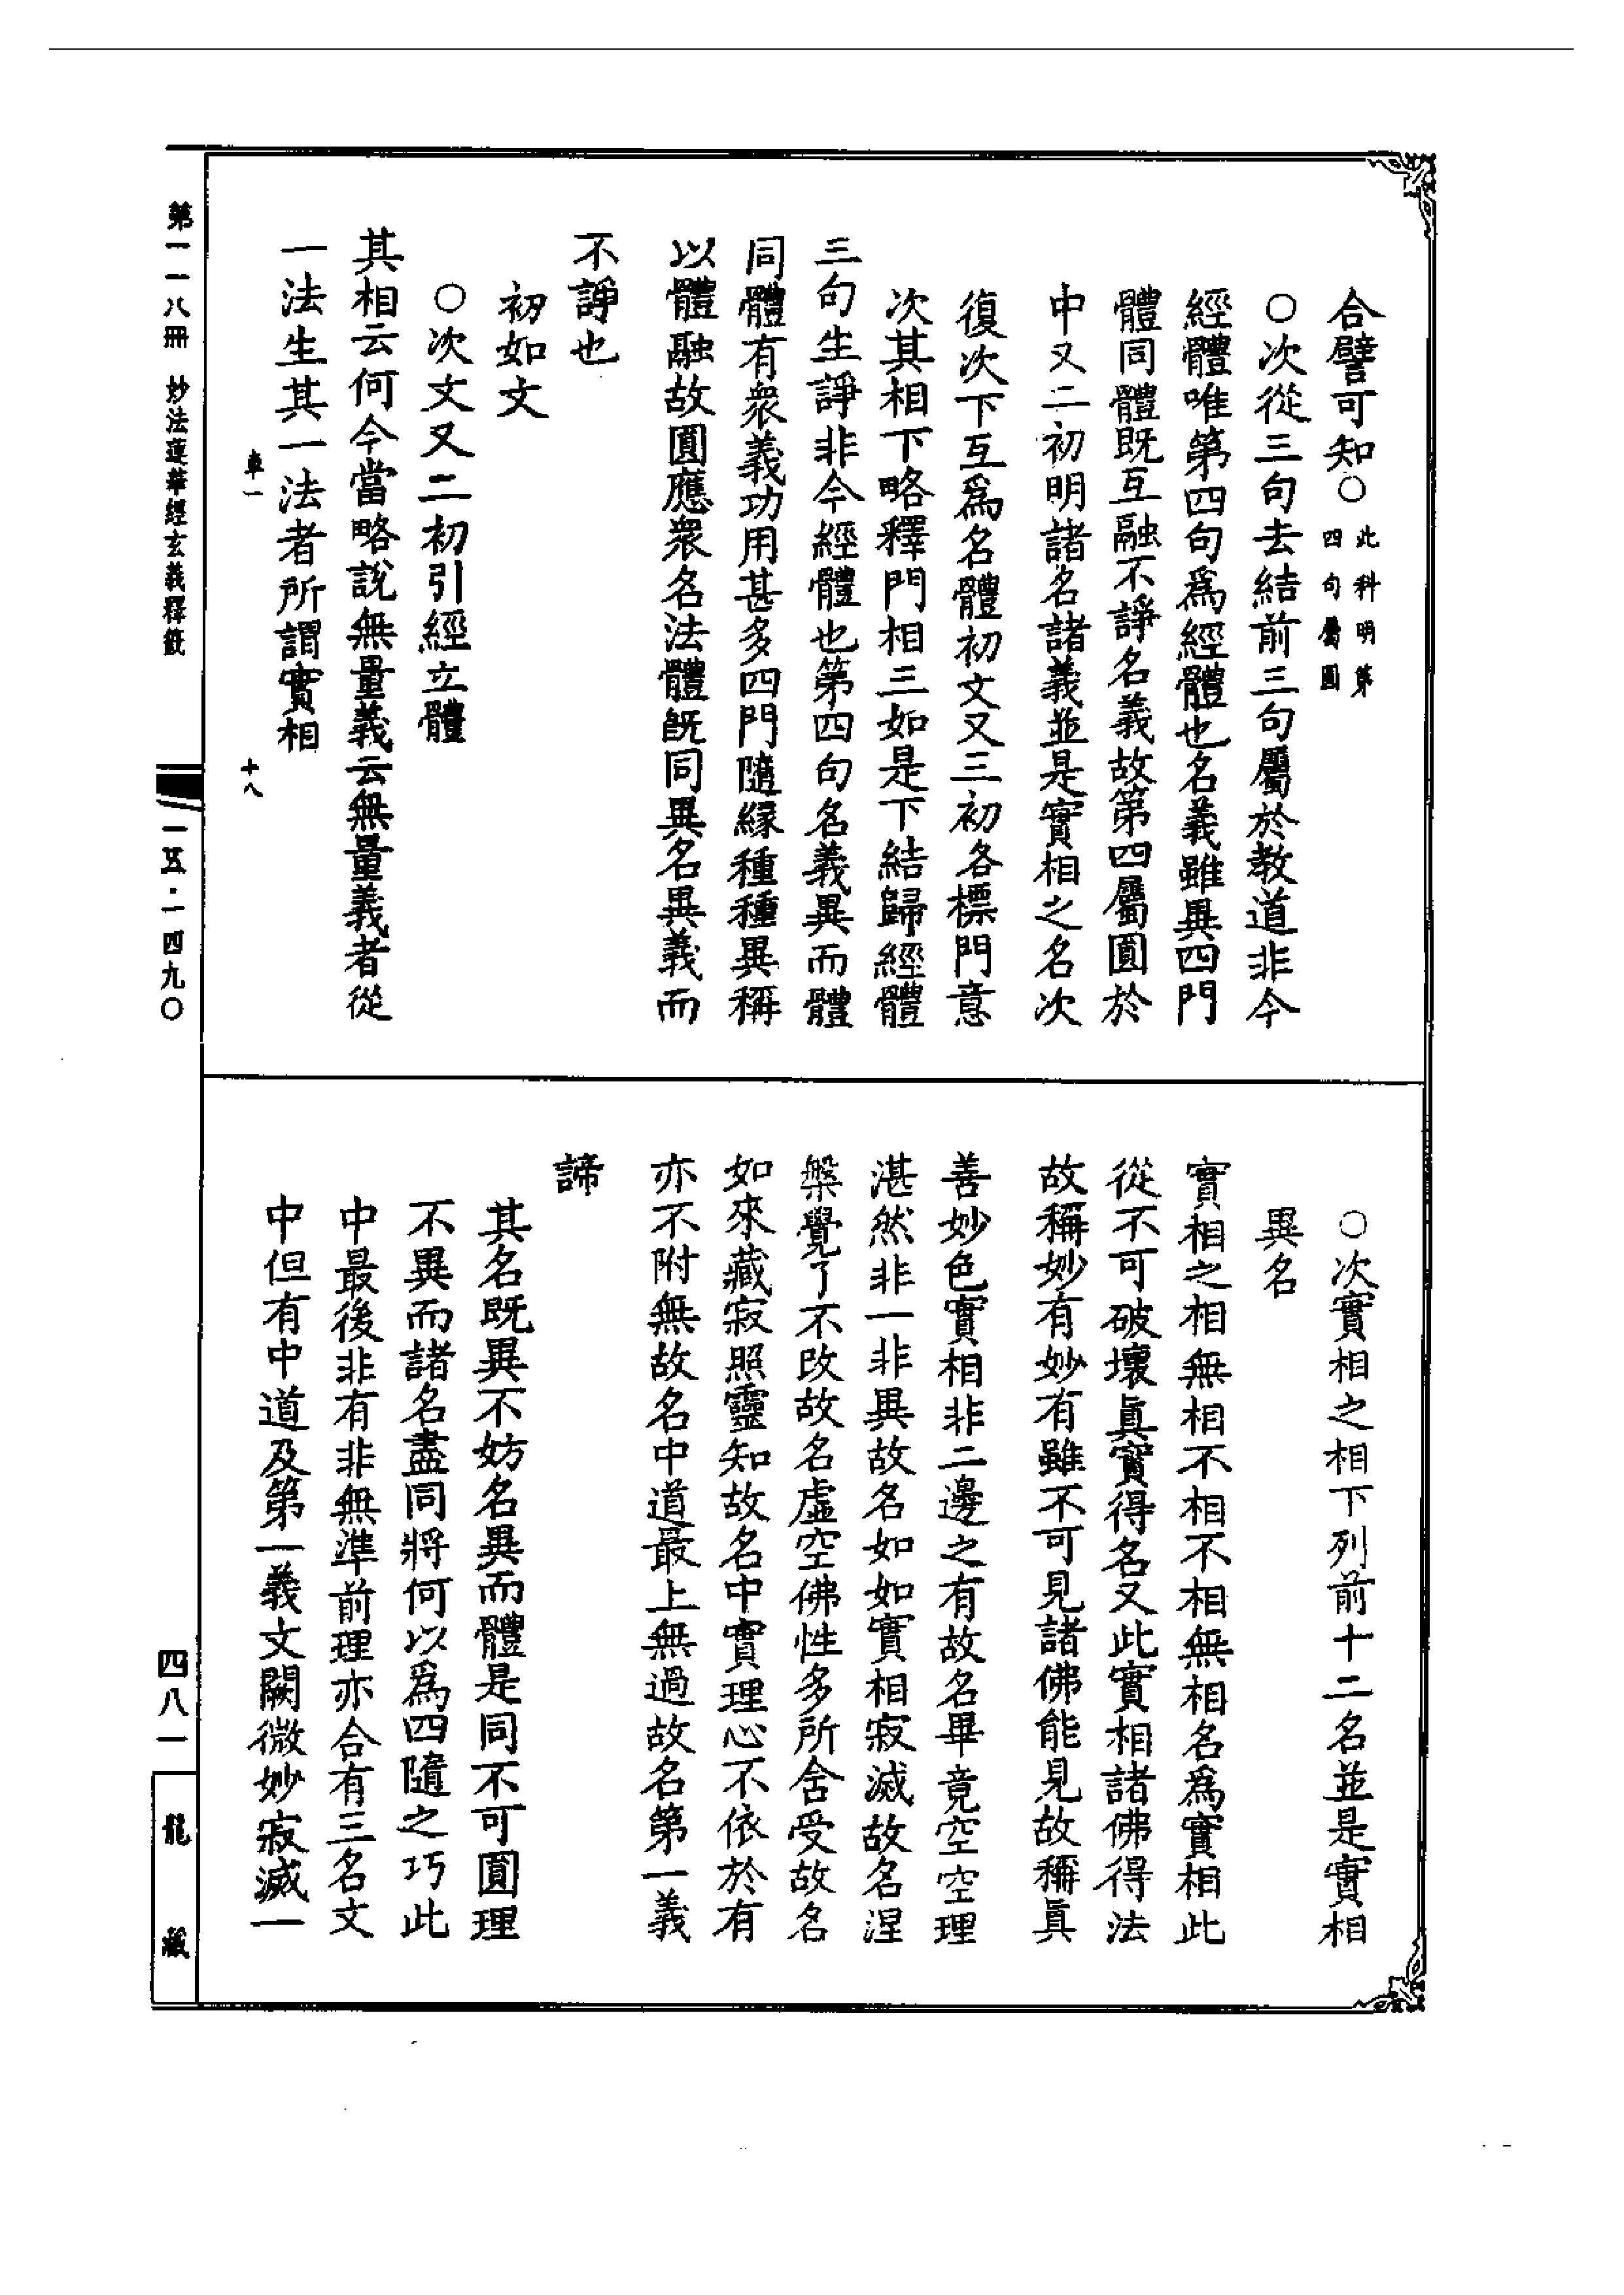 合譬可知○此科明第四句屬圓
○次從三句去結前三句屬於教道非今
經體唯第四句爲經體也名義雖異四門
體同體既互融不諍名義故第四屬圓於
中又二初明諸名諸義並是實相之名次
復次下互爲名體初文又三初各標門意
次其相下略釋門相三如是下結歸經體
三句生諍非今經體也第四句名義異而體
同體有衆義功用甚多四門隨緣種種異稱
以體融故圓應衆名法體既同異名異義而
不諍也
初如文
○次文又二初引經立體
其相云何今當略說無量義云無量義者從
一法生其一法者所謂實相
車一
十八
○次實相之相下列前十二名並是實相
異名
實相之相無相不相不相無相名爲實相此
從不可破壞眞實得名又此實相諸佛得法
故稱妙有妙有雖不可見諸佛能見故稱眞
善妙色實相非二邊之有故名畢竟空空理
湛然非一非異故名如如實相寂滅故名涅
槃覺了不改故名虛空佛性多所含受故名
如來藏寂照靈知故名中實理心不依於有
亦不附無故名中道最上無過故名第一義
諦
其名既異不妨名異而體是同不可圓理
不異而諸名盡同將何以爲四隨之巧此
中最後非有非無準前理亦合有三名文
中但有中道及第一義文闕微妙寂滅一
第一一八冊 妙法蓮華經玄義釋籤
一五·一四九〇
四八一
龍藏